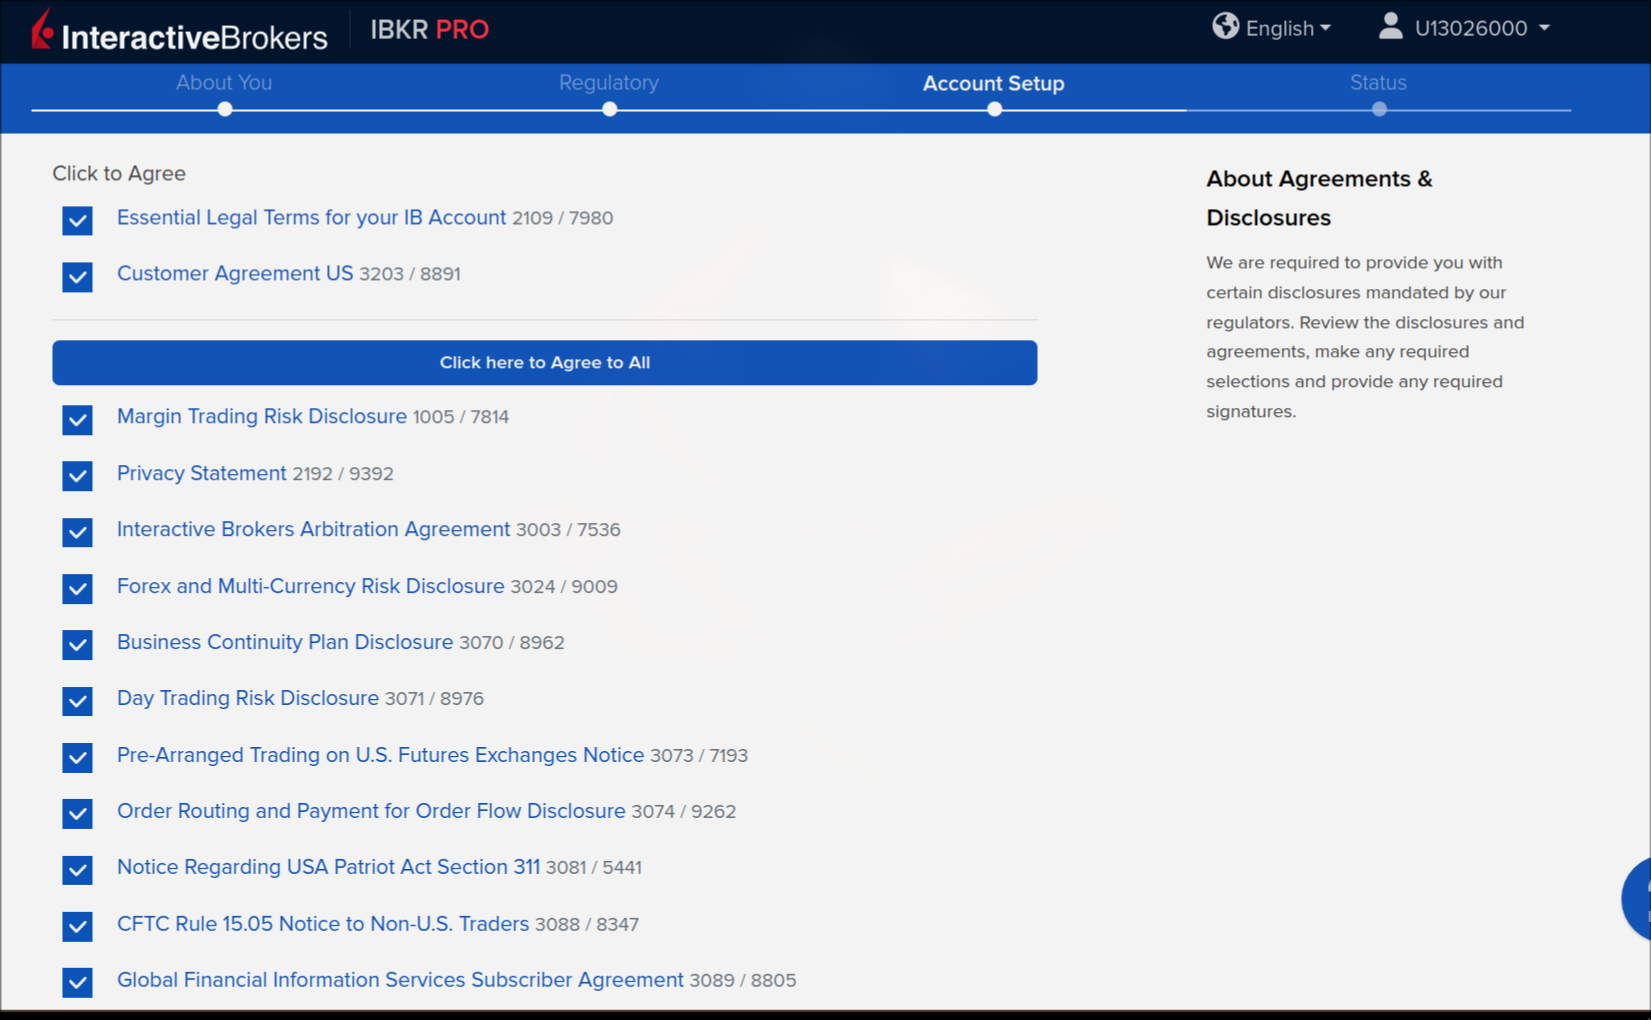 InteractiveBrokers
IBKR PRO
English
U13026000
About You
Regulatory
Account Setup
Status
Click to Agree
Essential Legal Terms for your IB Account 2109 / 7980
Customer Agreement US 3203 / 8891
Click here to Agree to All
Margin Trading Risk Disclosure 1005 / 7814
Privacy Statement 2192 / 9392
Interactive Brokers Arbitration Agreement 3003 / 7536
Forex and Multi-Currency Risk Disclosure 3024 / 9009
Business Continuity Plan Disclosure 3070 / 8962
Day Trading Risk Disclosure 3071 / 8976
Pre-Arranged Trading on U.S. Futures Exchanges Notice 3073 / 7193
Order Routing and Payment for Order Flow Disclosure 3074 / 9262
Notice Regarding USA Patriot Act Section 311 3081 / 5441
CFTC Rule 15.05 Notice to Non-U.S. Traders 3088 / 8347
Global Financial Information Services Subscriber Agreement 3089 / 8805
About Agreements &
Disclosures
We are required to provide you with
certain disclosures mandated by our
regulators. Review the disclosures and
agreements, make any required
selections and provide any required
signatures.